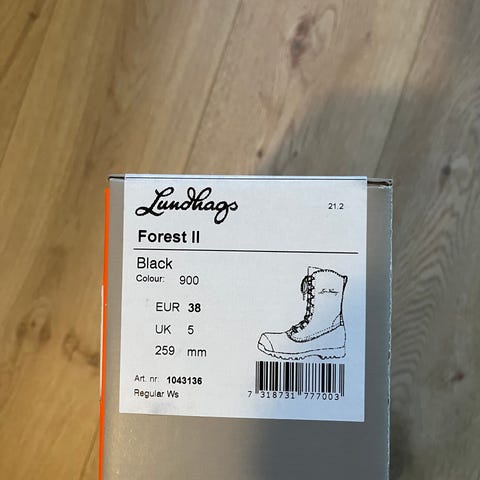 Lundhags
21.2
Forest II
Black
Colour: 900
EUR 38
UK 5
259 mm
Art. nr: 1043136
Regular Ws
7 318731 777003